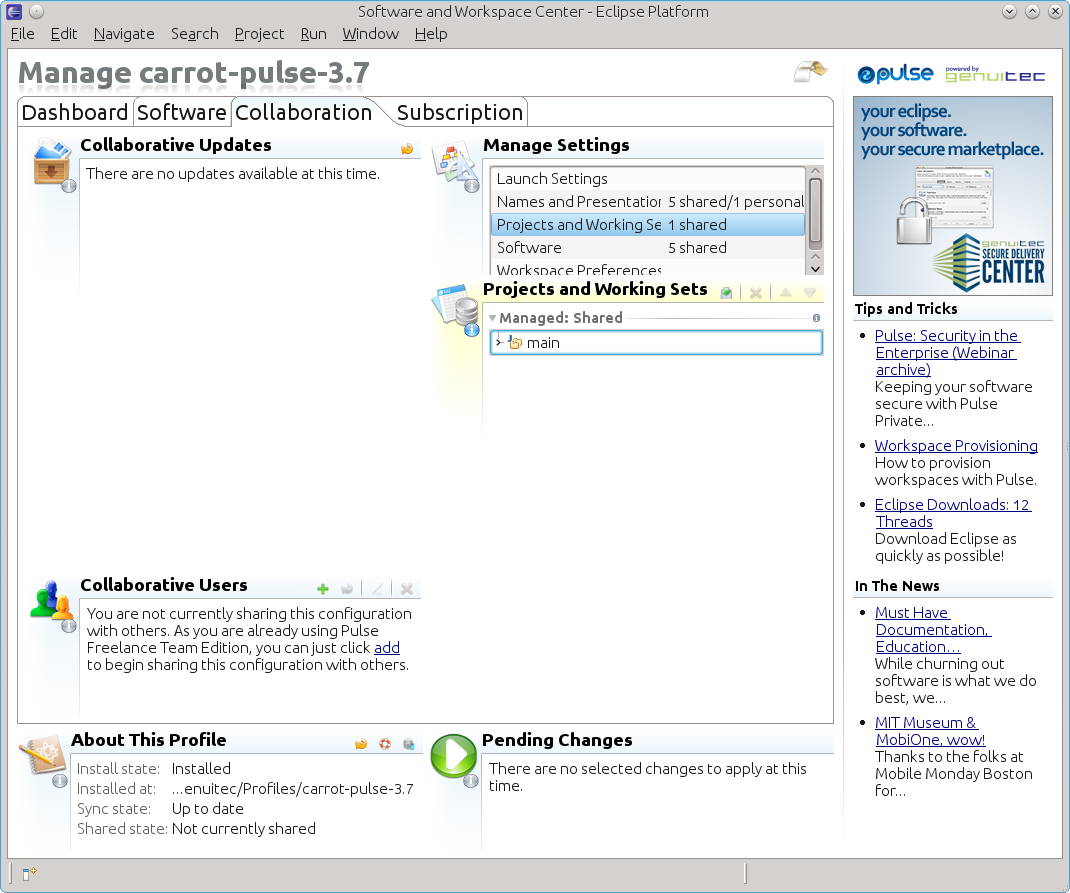 Software and Workspace Center - Eclipse Platform
File Edit Navigate Search Project Run Window Help
Manage carrot-pulse-3.7
Dashboard Software Collaboration Subscription
Collaborative Updates
There are no updates available at this time.
Manage Settings
Launch Settings
Names and Presentation 5 shared/1 personal
Projects and Working Se 1 shared
Software 5 shared
Workspace Preferences
Projects and Working Sets
Managed: Shared
main
Collaborative Users
You are not currently sharing this configuration
with others. As you are already using Pulse
Freelance Team Edition, you can just click add
to begin sharing this configuration with others.
About This Profile
Install state: Installed
Installed at: ...enuitec/Profiles/carrot-pulse-3.7
Sync state: Up to date
Shared state: Not currently shared
Pending Changes
There are no selected changes to apply at this
time.
pulse powered by genuitec
your eclipse.
your software.
your secure marketplace.
genuitec
SECURE DELIVERY
CENTER
Tips and Tricks
Pulse: Security in the
Enterprise (Webinar
archive)
Keeping your software
secure with Pulse
Private...
Workspace Provisioning
How to provision
workspaces with Pulse.
Eclipse Downloads: 12
Threads
Download Eclipse as
quickly as possible!
In The News
Must Have
Documentation,
Education...
While churning out
software is what we do
best, we...
MIT Museum &
MobiOne, wow!
Thanks to the folks at
Mobile Monday Boston
for...